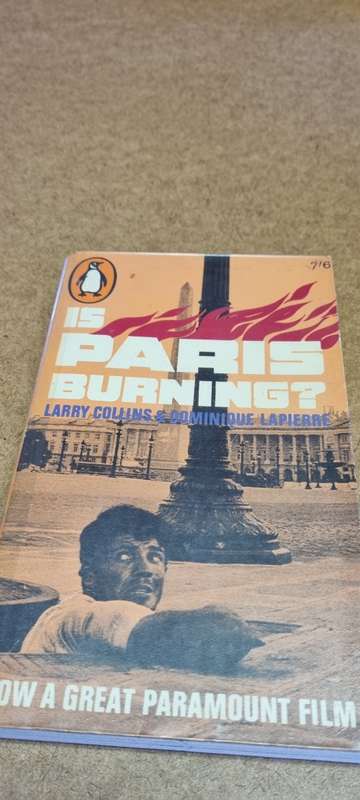 7/6
IS
PARIS
BURNING?
LARRY COLLINS & DOMINIQUE LAPIERRE
OW A GREAT PARAMOUNT FILM